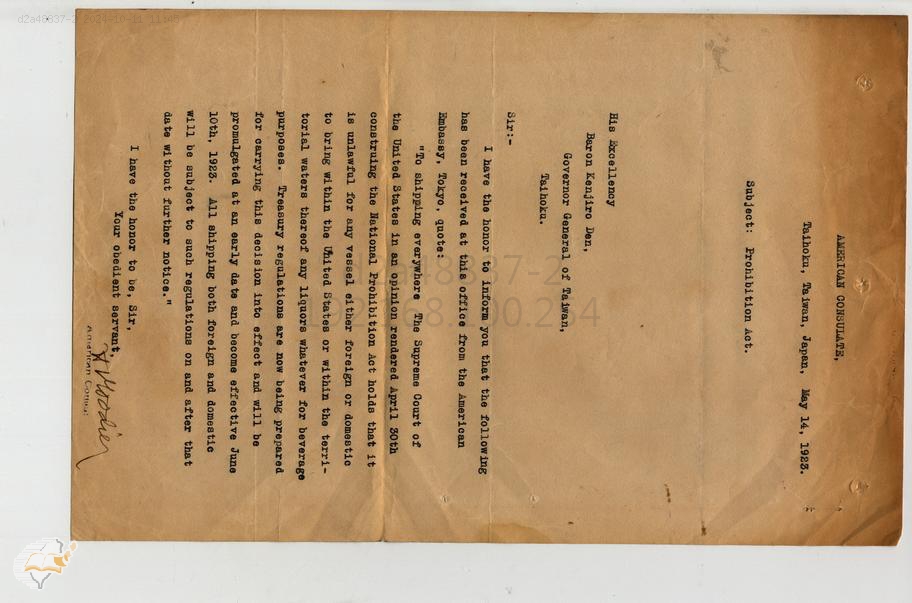 d2a48837-2 2024-10-11 11:03
AMERICAN CONSULATE,
Taihoku, Taiwan, Japan, May 14, 1923.
Subject: Prohibition Act.
His Excellency
Baron Kenjiro Den,
Governor General of Taiwan,
Taihoku.
Sir:-
I have the honor to inform you that the following
has been received at this office from the American
Embassy, Tokyo, quote:
"To shipping everywhere The Supreme Court of
the United States in an opinion rendered April 30th
construing the National Prohibition Act holds that it
is unlawful for any vessel either foreign or domestic
to bring within the United States or within the terri-
torial waters thereof any liquors whatever for beverage
purposes. Treasury regulations are now being prepared
for carrying this decision into effect and will be
promulgated at an early date and become effective June
10th, 1923. All shipping both foreign and domestic
will be subject to such regulations on and after that
date without further notice."
I have the honor to be, Sir,
Your obedient servant,
American Consul